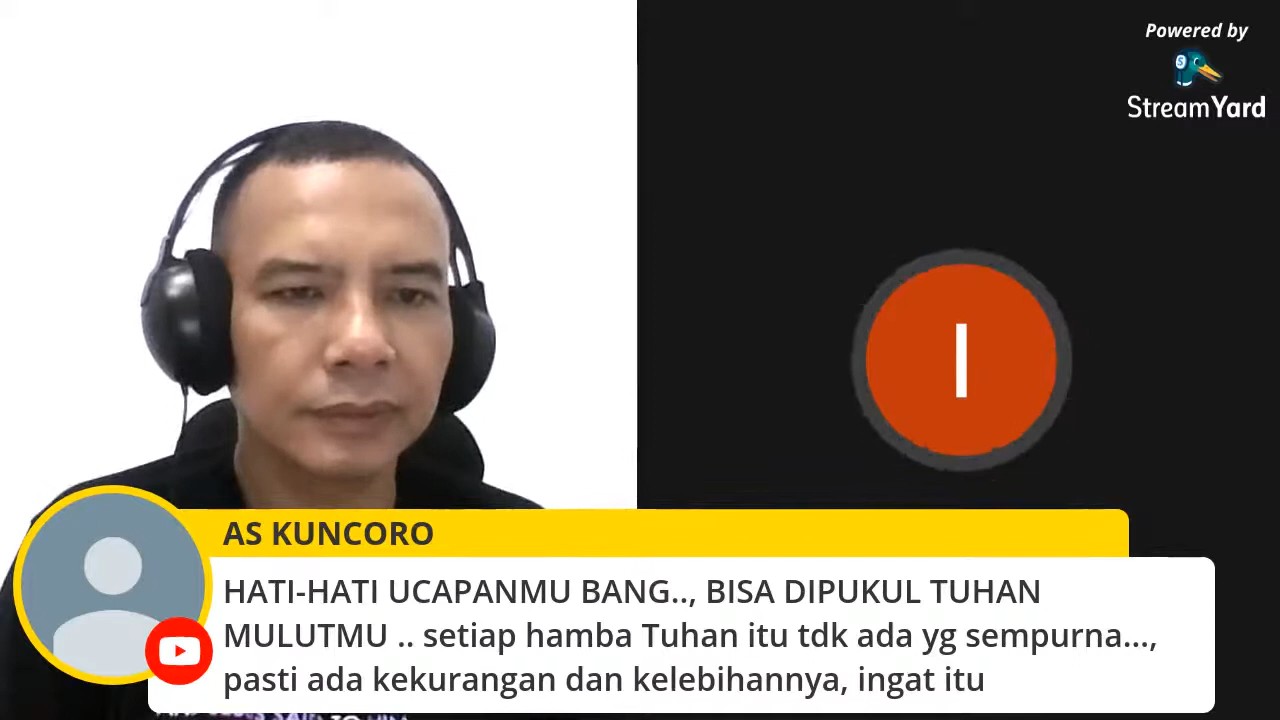 Powered by
StreamYard
I
AS KUNCORO
HATI-HATI UCAPANMU BANG.., BISA DIPUKUL TUHAN
MULUTMU .. setiap hamba Tuhan itu tdk ada yg sempurna...,
pasti ada kekurangan dan kelebihannya, ingat itu